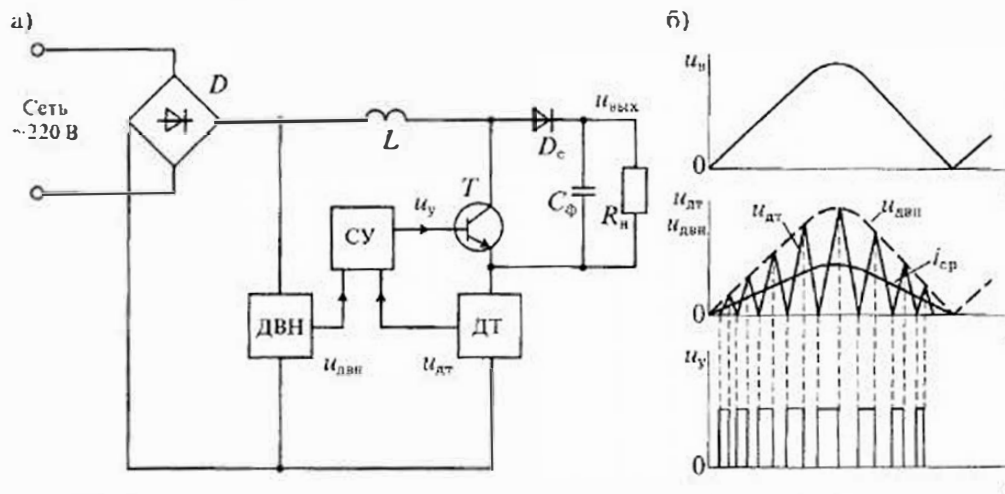 а)
Сеть
~220 В
D
L
D_c
u_вых
C_ф
R_н
T
u_у
СУ
ДВН
ДТ
u_двн
u_дт
б)
u_в
0
u_дт
u_двн
u_дт
u_двн
i_ср
0
u_у
0